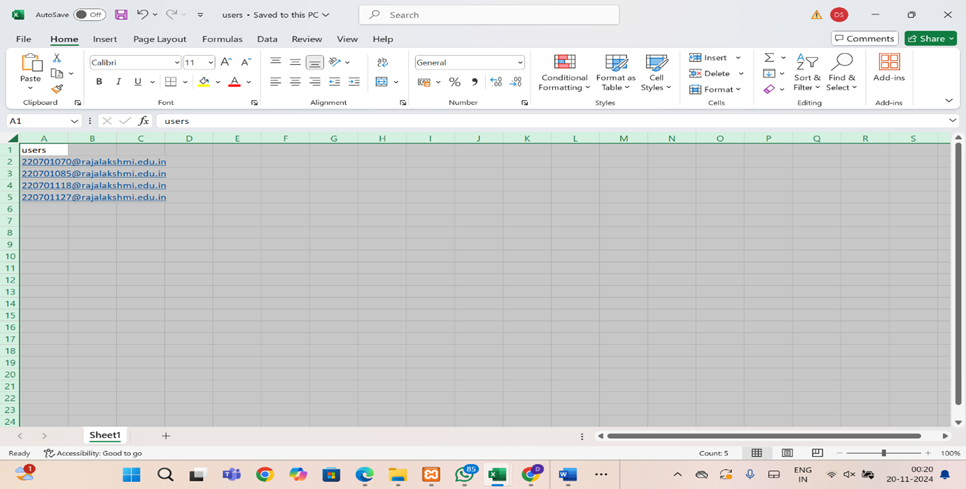 AutoSave Off users • Saved to this PC Search DS
File Home Insert Page Layout Formulas Data Review View Help Comments Share
Paste Calibri 11 General Conditional Formatting Format as Table Cell Styles Insert Delete Format Sort & Filter Find & Select Add-ins
Clipboard Font Alignment Number Styles Cells Editing Add-ins
A1 fx users
A B C D E F G H I J K L M N O P Q R S
1 users
2 220701070@rajalakshmi.edu.in
3 220701085@rajalakshmi.edu.in
4 220701118@rajalakshmi.edu.in
5 220701127@rajalakshmi.edu.in
6
7
8
9
10
11
12
13
14
15
16
17
18
19
20
21
22
23
24
Sheet1
Ready Accessibility: Good to go Count: 5 100%
1 85 D ENG 00:20
IN 20-11-2024